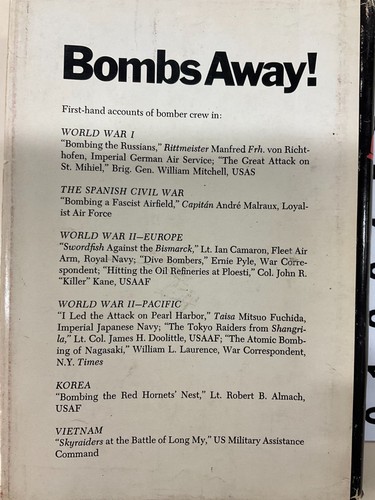 Bombs Away!
First-hand accounts of bomber crew in:
WORLD WAR I
"Bombing the Russians," Rittmeister Manfred Frh. von Richt-
hofen, Imperial German Air Service; "The Great Attack on
St. Mihiel," Brig. Gen. William Mitchell, USAS
THE SPANISH CIVIL WAR
"Bombing a Fascist Airfield," Capitán André Malraux, Loyal-
ist Air Force
WORLD WAR II—EUROPE
"Swordfish Against the Bismarck," Lt. Ian Camaron, Fleet Air
Arm, Royal Navy; "Dive Bombers," Ernie Pyle, War Corre-
spondent; "Hitting the Oil Refineries at Ploesti," Col. John R.
"Killer" Kane, USAAF
WORLD WAR II—PACIFIC
"I Led the Attack on Pearl Harbor," Taisa Mitsuo Fuchida,
Imperial Japanese Navy; "The Tokyo Raiders from Shangri-
la," Lt. Col. James H. Doolittle, USAAF; "The Atomic Bomb-
ing of Nagasaki," William L. Laurence, War Correspondent,
N.Y. Times
KOREA
"Bombing the Red Hornets' Nest," Lt. Robert B. Almach,
USAF
VIETNAM
"Skyraiders at the Battle of Long My," US Military Assistance
Command